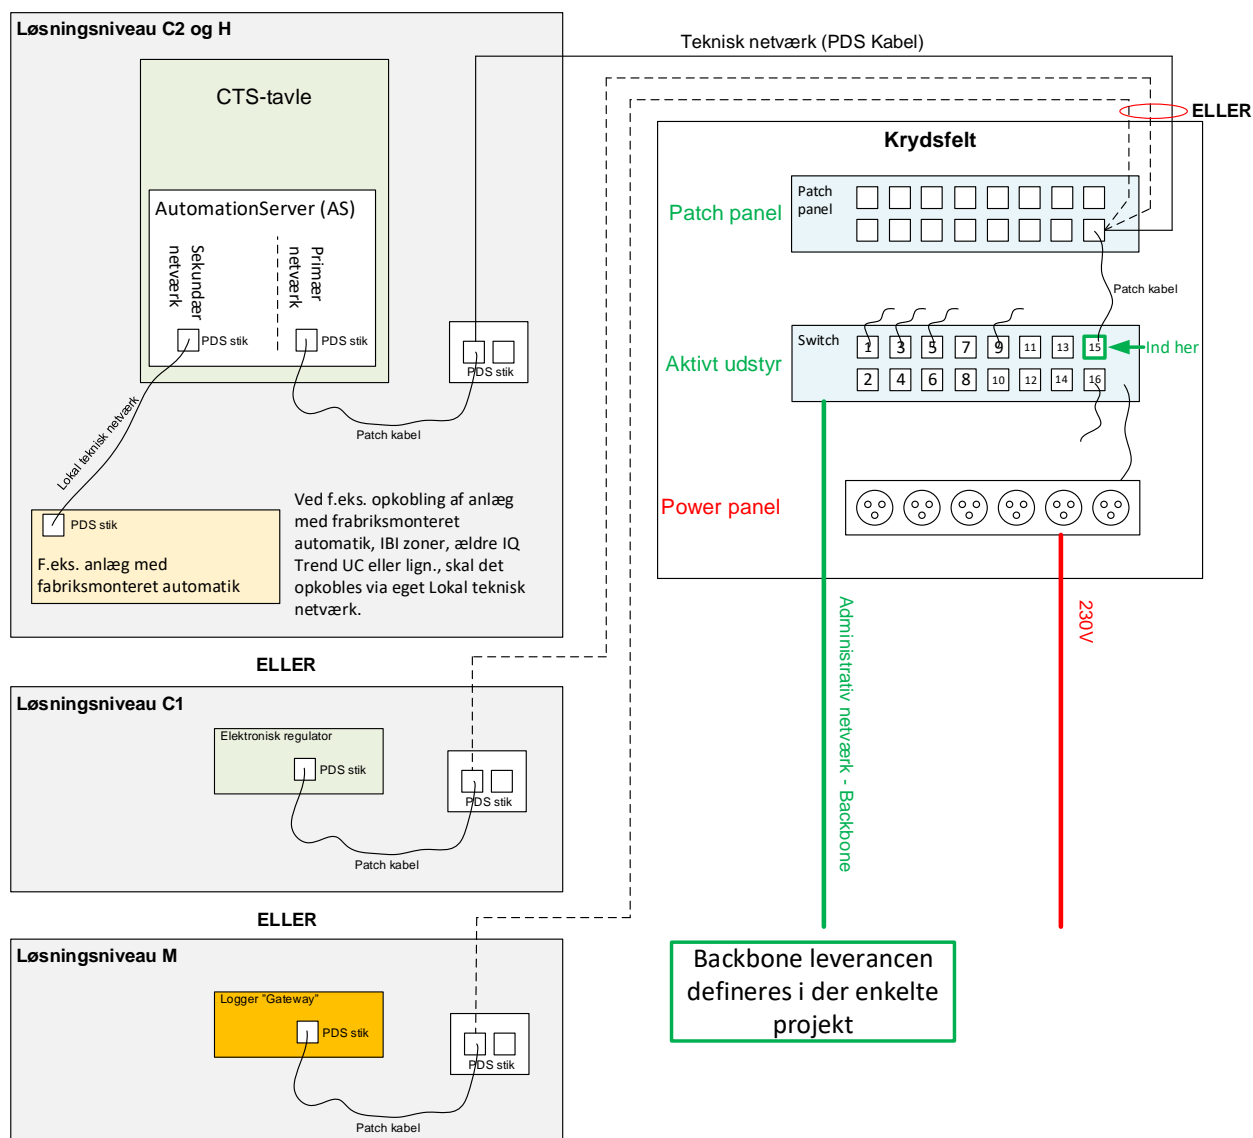 Løsningsniveau C2 og H
CTS-tavle
AutomationServer (AS)
Sekundær
netværk
Primær
netværk
PDS stik
PDS stik
PDS stik
Patch kabel
Lokal teknisk netværk
PDS stik
F.eks. anlæg med
fabriksmonteret automatik
Ved f.eks. opkobling af anlæg
med frabriksmonteret
automatik, IBI zoner, ældre IQ
Trend UC eller lign., skal det
opkobles via eget Lokal teknisk
netværk.
ELLER
Løsningsniveau C1
Elektronisk regulator
PDS stik
PDS stik
Patch kabel
ELLER
Løsningsniveau M
Logger "Gateway"
PDS stik
PDS stik
Patch kabel
Teknisk netværk (PDS Kabel)
ELLER
Krydsfelt
Patch panel
Patch
panel
Patch kabel
Aktivt udstyr
Switch
1 3 5 7 9 11 13 15
2 4 6 8 10 12 14 16
Ind her
Power panel
Administrativ netværk - Backbone
230V
Backbone leverancen
defineres i der enkelte
projekt